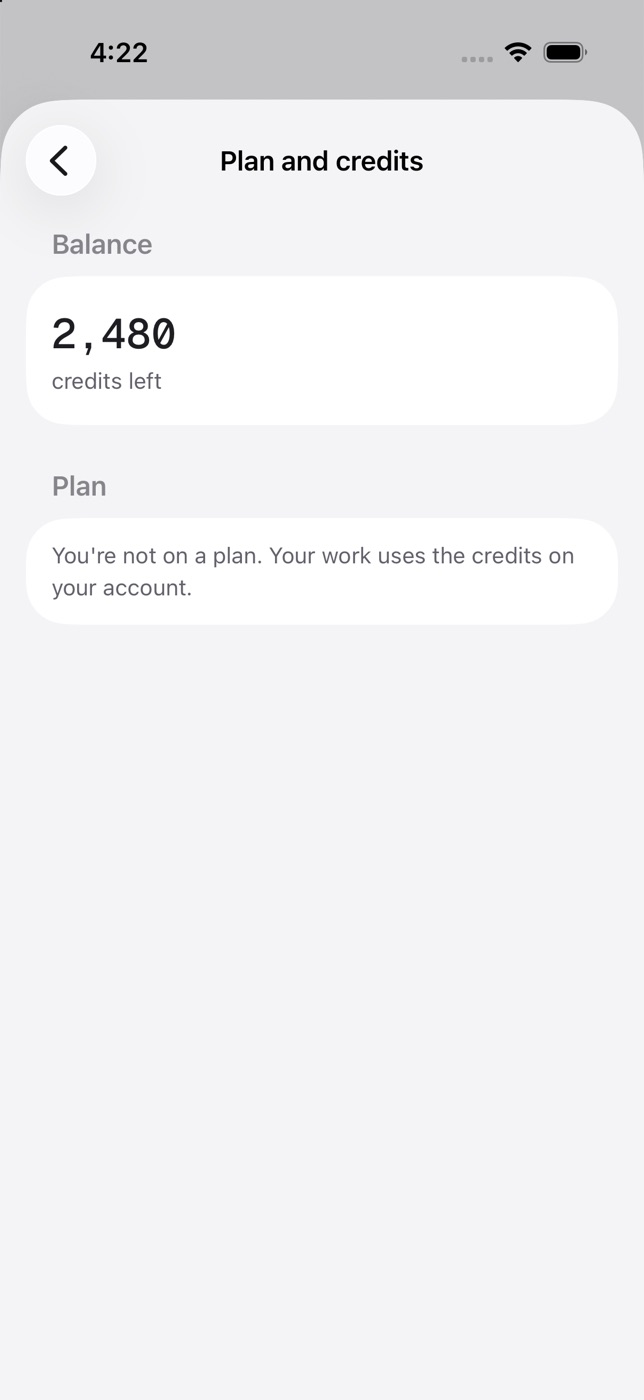 4:22
Plan and credits
Balance
2,480
credits left
Plan
You're not on a plan. Your work uses the credits on
your account.